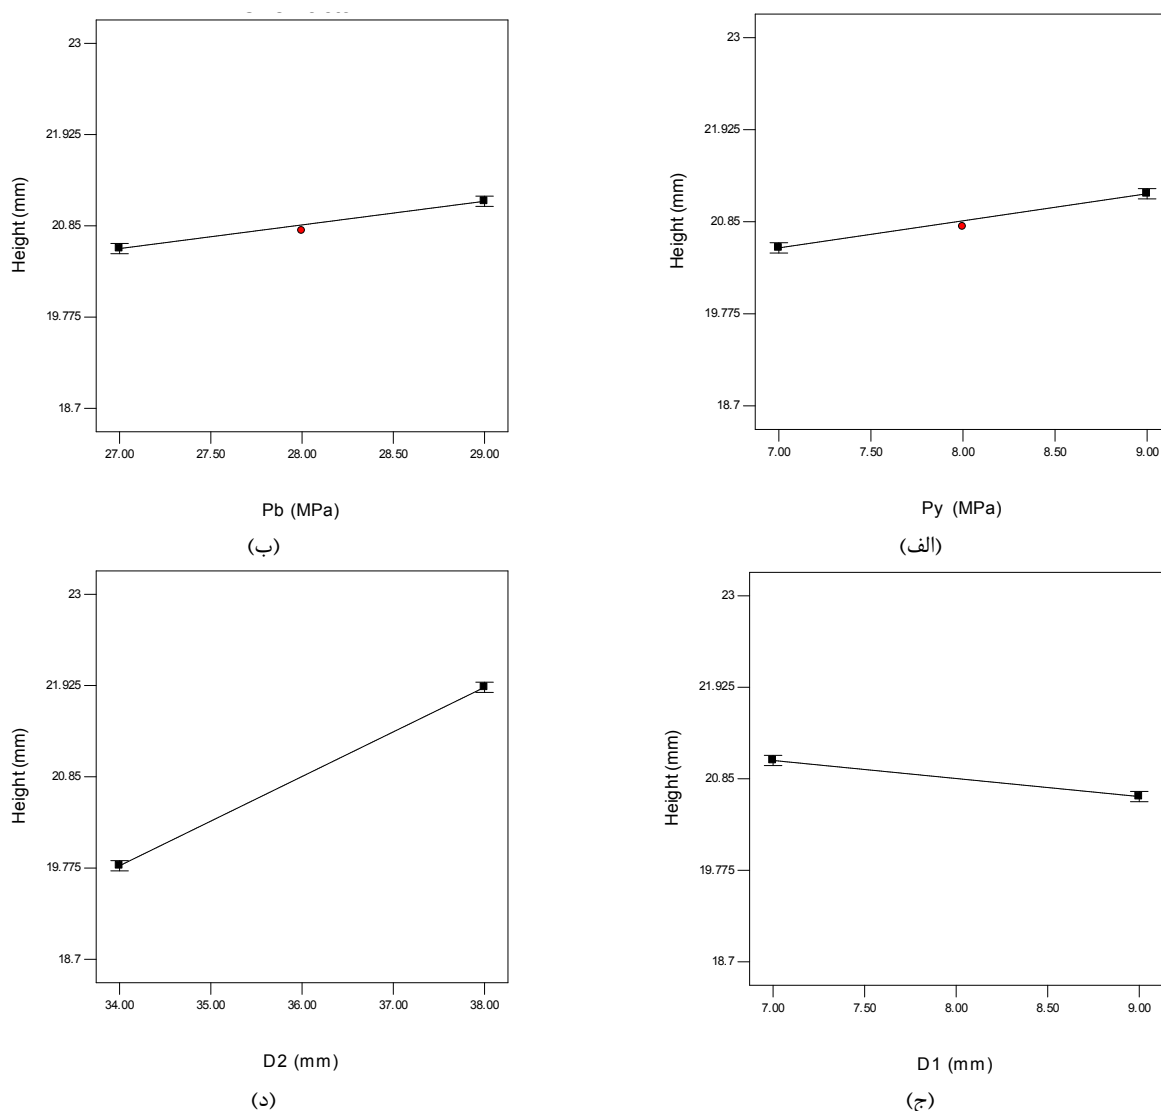 23
21.925
20.85
19.775
18.7
Height (mm)
27.00 27.50 28.00 28.50 29.00
Pb (MPa)
(ب)
23
21.925
20.85
19.775
18.7
Height (mm)
7.00 7.50 8.00 8.50 9.00
Py (MPa)
(الف)
23
21.925
20.85
19.775
18.7
Height (mm)
34.00 35.00 36.00 37.00 38.00
D2 (mm)
(د)
23
21.925
20.85
19.775
18.7
Height (mm)
7.00 7.50 8.00 8.50 9.00
D1 (mm)
(ج)